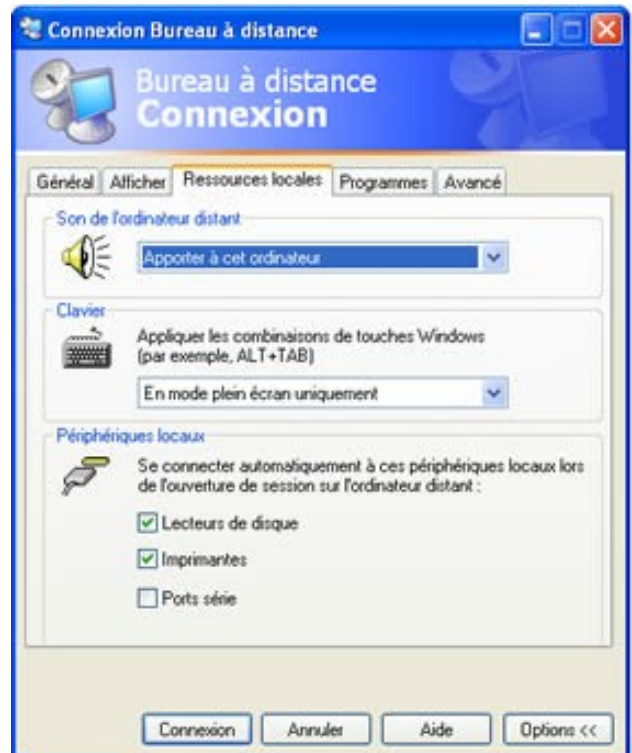 Connexion Bureau à distance
Bureau à distance
Connexion
Général Afficher Ressources locales Programmes Avancé
Son de l'ordinateur distant
Apporter à cet ordinateur
Clavier
Appliquer les combinaisons de touches Windows
(par exemple, ALT+TAB)
En mode plein écran uniquement
Périphériques locaux
Se connecter automatiquement à ces périphériques locaux lors
de l'ouverture de session sur l'ordinateur distant :
Lecteurs de disque
Imprimantes
Ports série
Connexion Annuler Aide Options <<